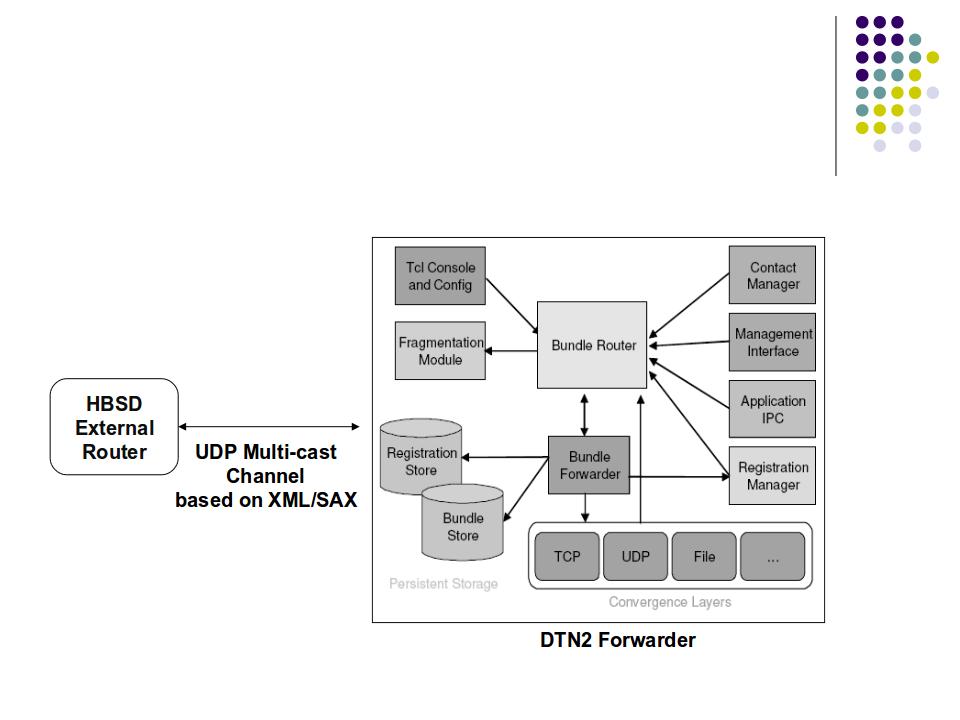 Tcl Console
and Config
Contact
Manager
Fragmentation
Module
Bundle Router
Management
Interface
Application
IPC
HBSD
External
Router
UDP Multi-cast
Channel
based on XML/SAX
Registration
Store
Bundle
Forwarder
Registration
Manager
Bundle
Store
TCP
UDP
File
...
Persistent Storage
Convergence Layers
DTN2 Forwarder